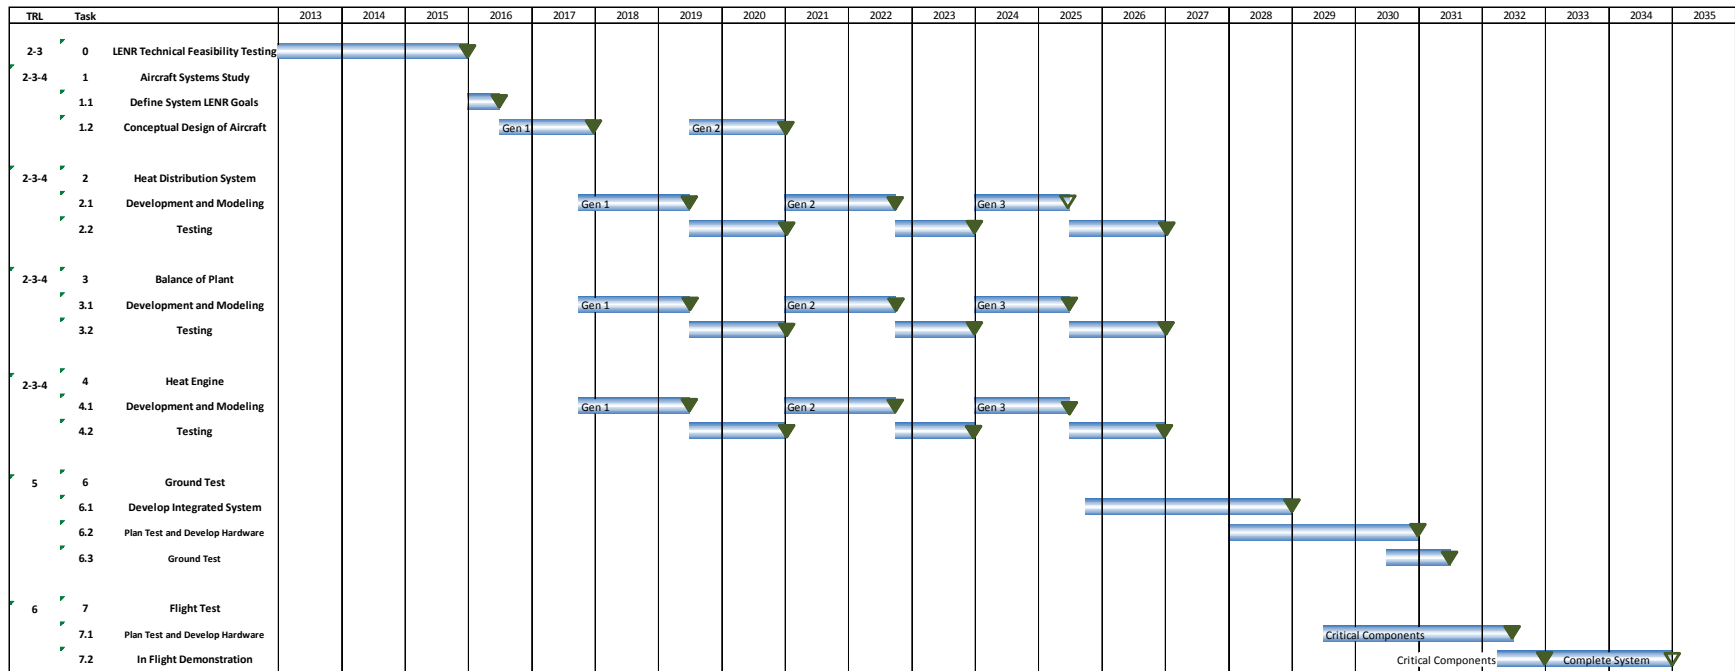 TRL Task 2013 2014 2015 2016 2017 2018 2019 2020 2021 2022 2023 2024 2025 2026 2027 2028 2029 2030 2031 2032 2033 2034 2035
2-3 0 LENR Technical Feasibility Testing
2-3-4 1 Aircraft Systems Study
1.1 Define System LENR Goals
1.2 Conceptual Design of Aircraft Gen 1 Gen 2
2-3-4 2 Heat Distribution System
2.1 Development and Modeling Gen 1 Gen 2 Gen 3
2.2 Testing
2-3-4 3 Balance of Plant
3.1 Development and Modeling Gen 1 Gen 2 Gen 3
3.2 Testing
2-3-4 4 Heat Engine
4.1 Development and Modeling Gen 1 Gen 2 Gen 3
4.2 Testing
5 6 Ground Test
6.1 Develop Integrated System
6.2 Plan Test and Develop Hardware
6.3 Ground Test
6 7 Flight Test
7.1 Plan Test and Develop Hardware Critical Components
7.2 In Flight Demonstration Critical Components Complete System